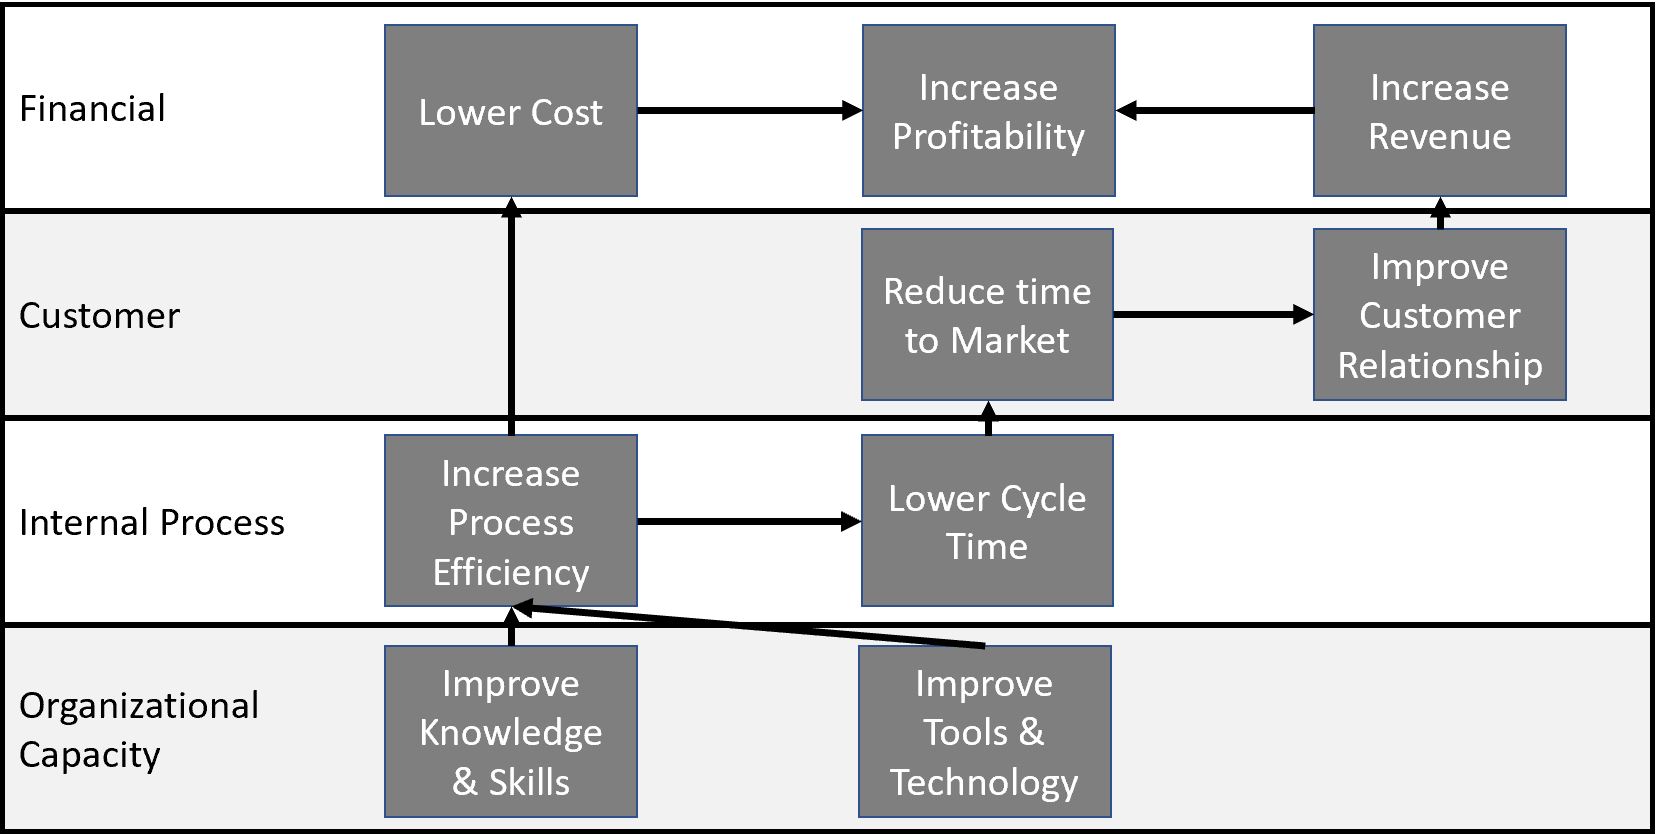 Financial
Lower Cost
Increase
Profitability
Increase
Revenue
Customer
Reduce time
to Market
Improve
Customer
Relationship
Internal Process
Increase
Process
Efficiency
Lower Cycle
Time
Organizational
Capacity
Improve
Knowledge
& Skills
Improve
Tools &
Technology